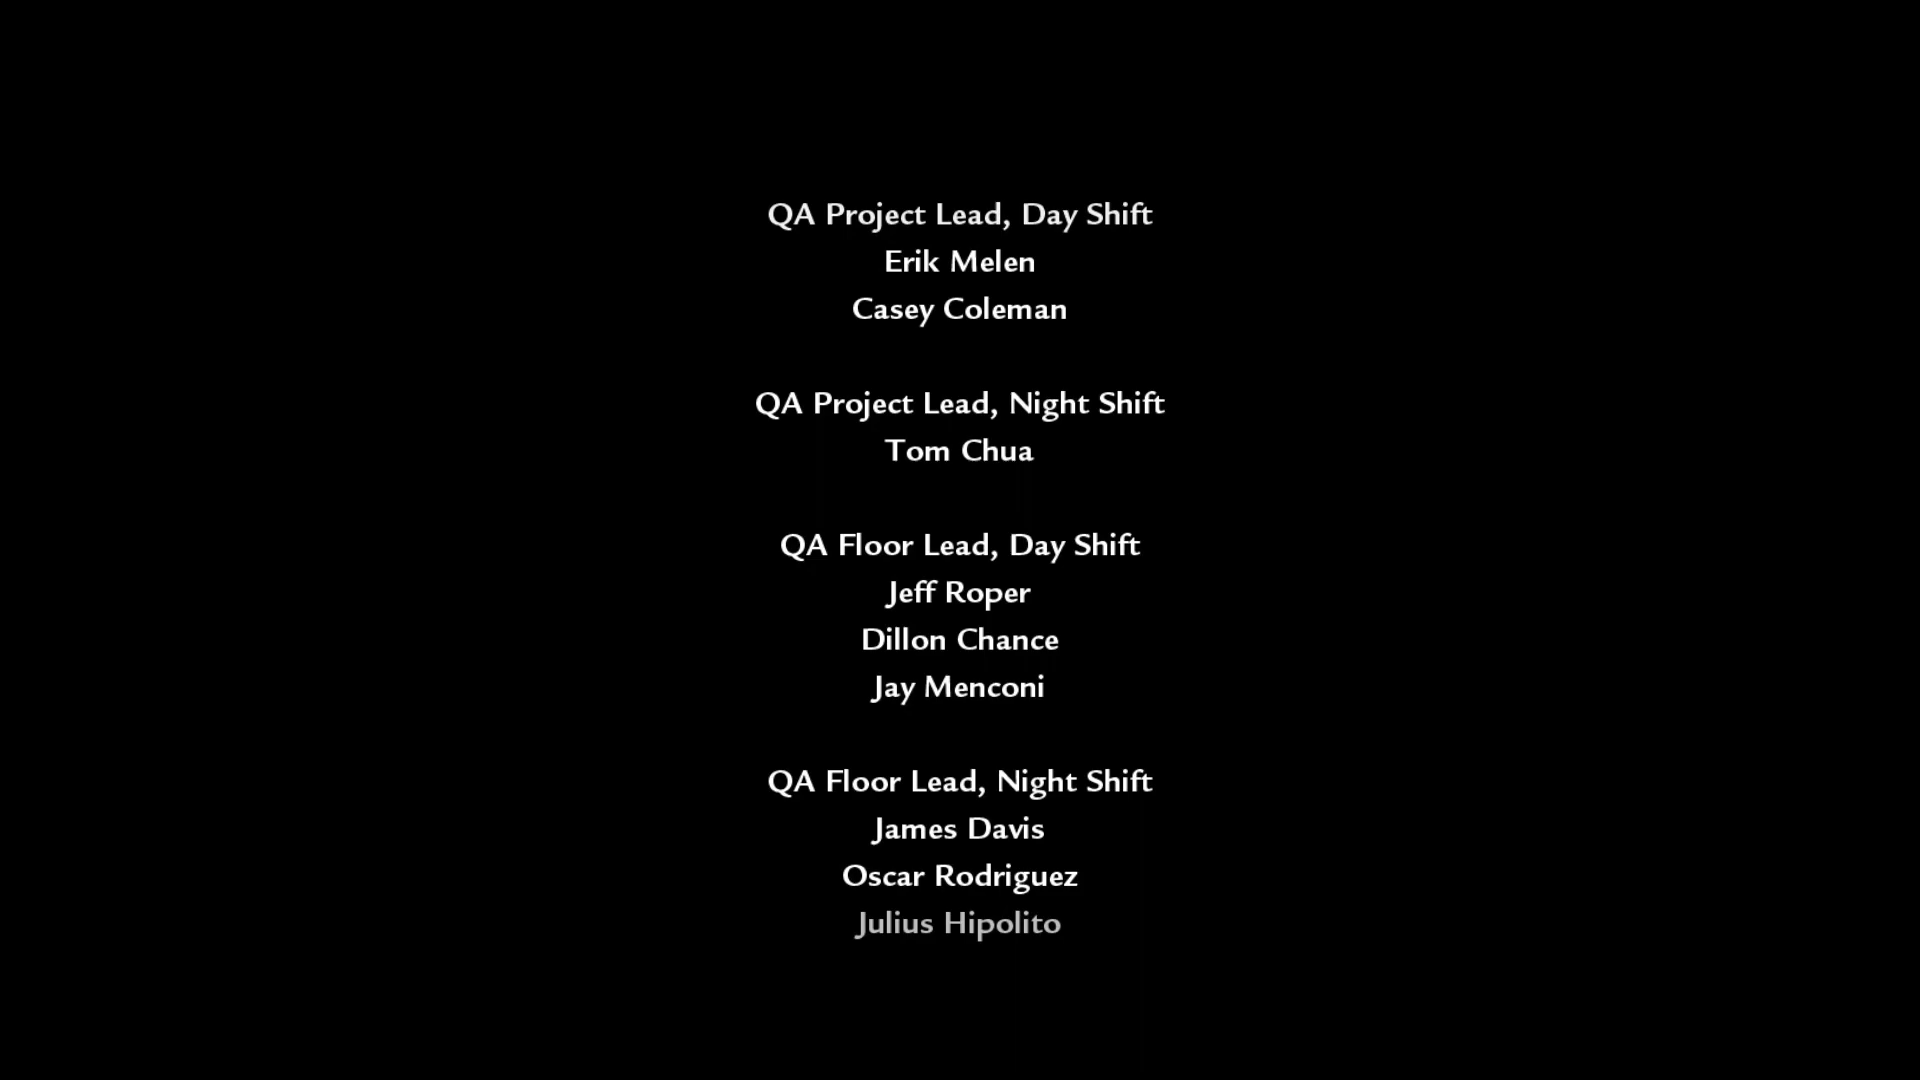 QA Project Lead, Day Shift
Erik Melen
Casey Coleman
QA Project Lead, Night Shift
Tom Chua
QA Floor Lead, Day Shift
Jeff Roper
Dillon Chance
Jay Menconi
QA Floor Lead, Night Shift
James Davis
Oscar Rodriguez
Julius Hipolito